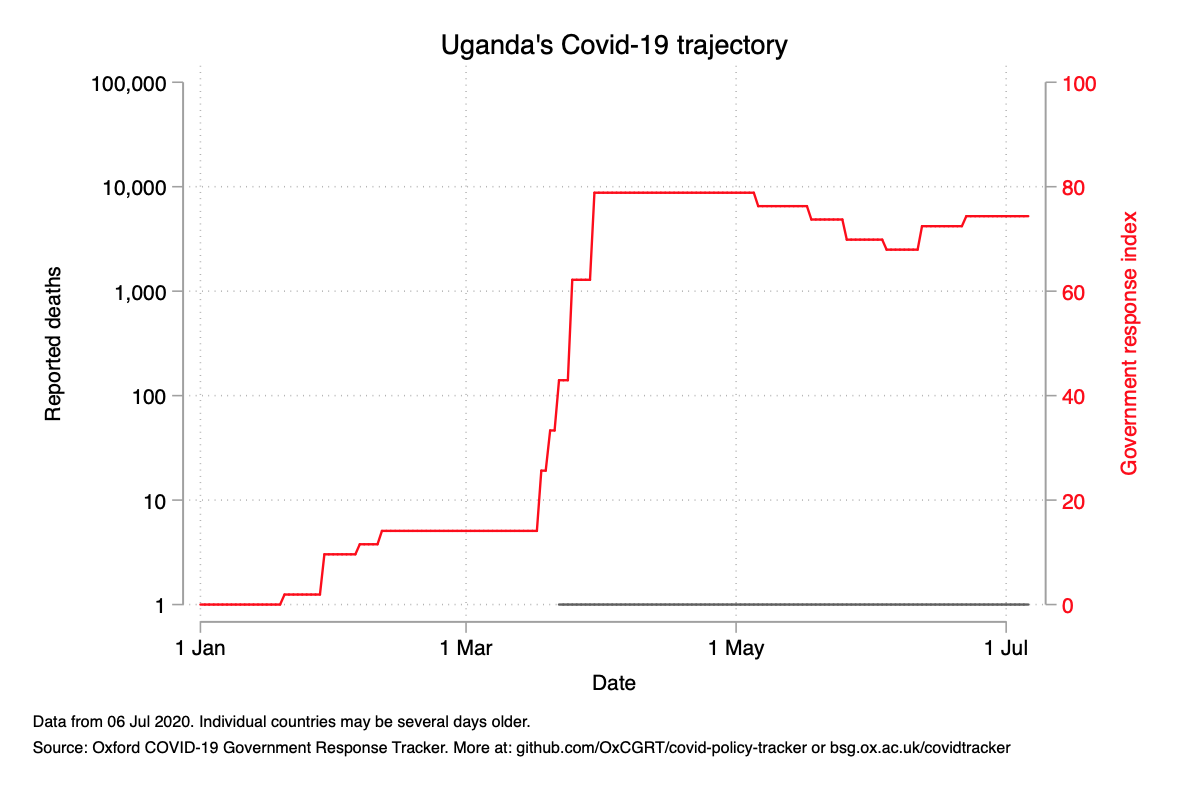 Uganda's Covid-19 trajectory
100,000
10,000
1,000
100
10
1
Reported deaths
100
80
60
40
20
0
Government response index
1 Jan
1 Mar
1 May
1 Jul
Date
Data from 06 Jul 2020. Individual countries may be several days older.
Source: Oxford COVID-19 Government Response Tracker. More at: github.com/OxCGRT/covid-policy-tracker or bsg.ox.ac.uk/covidtracker